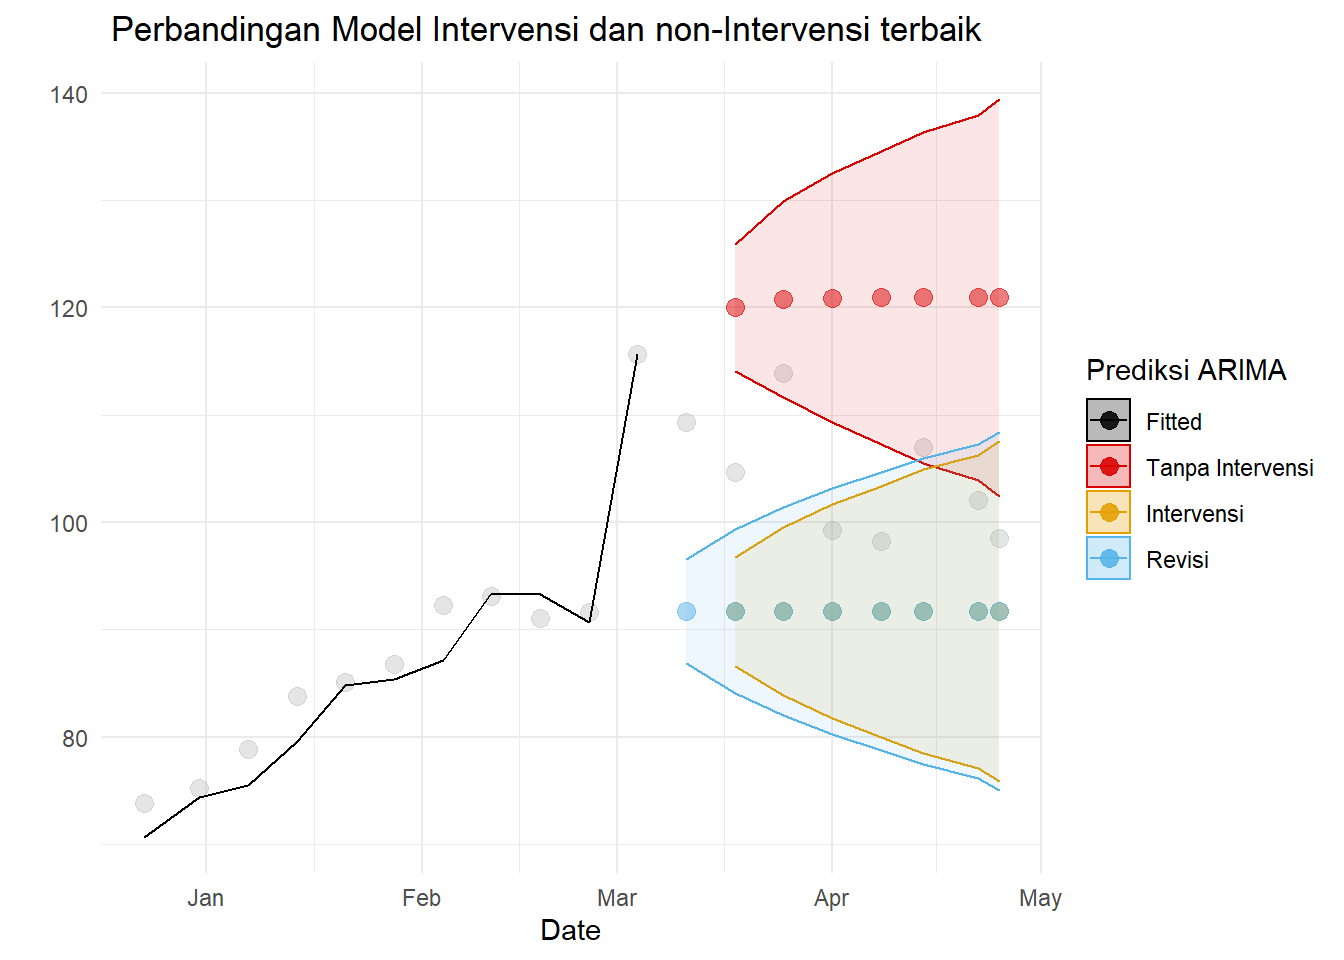 Perbandingan Model Intervensi dan non-Intervensi terbaik
140
120
100
80
Jan
Feb
Mar
Apr
May
Date
Prediksi ARIMA
Fitted
Tanpa Intervensi
Intervensi
Revisi